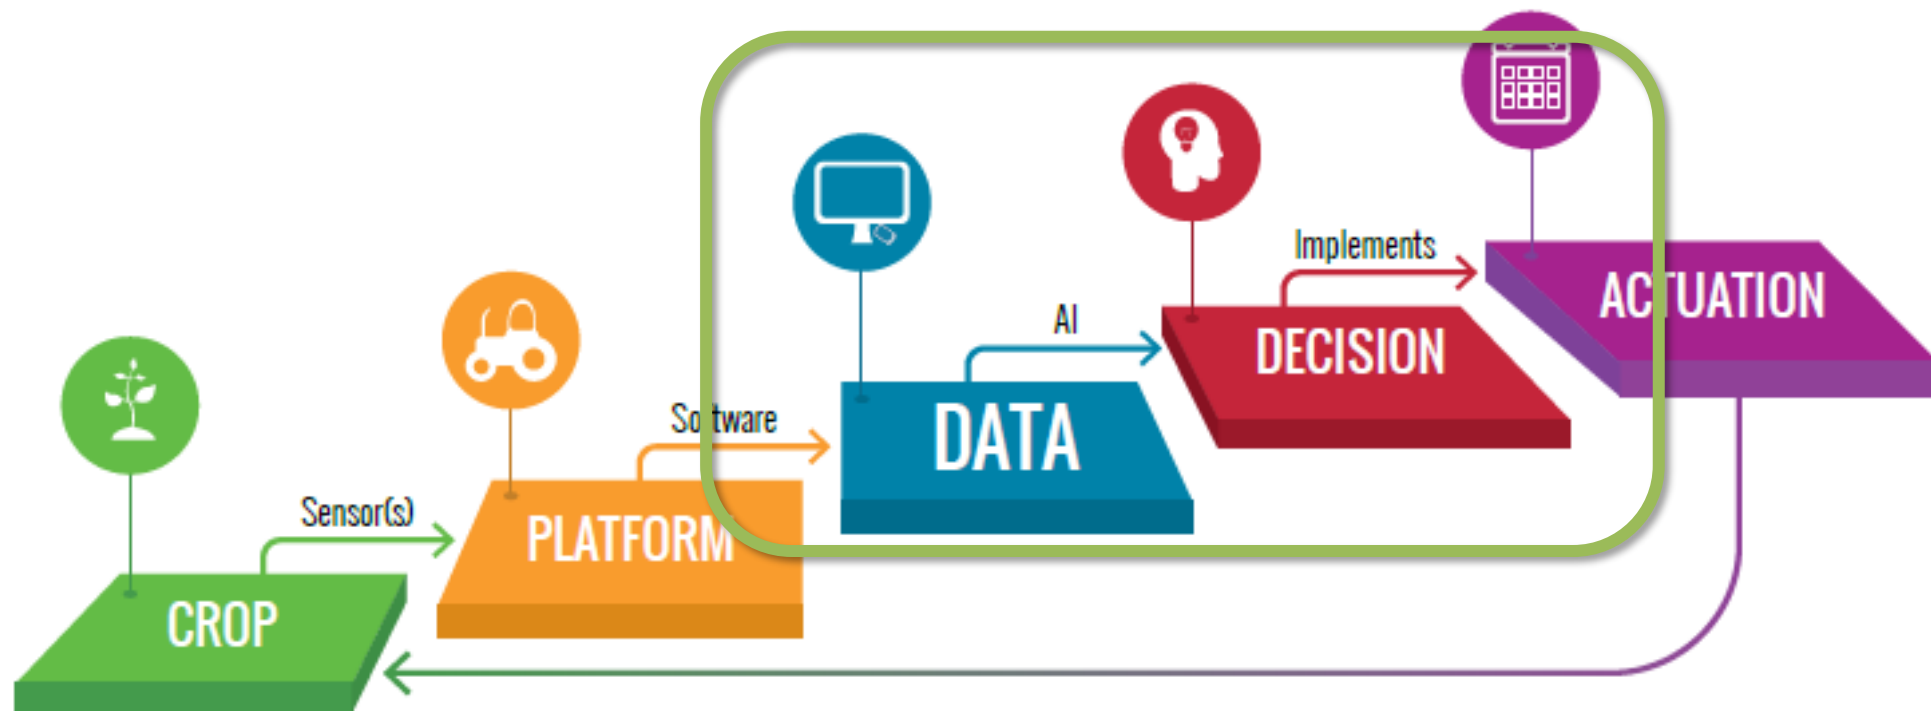 CROP
Sensor(s)
PLATFORM
Software
DATA
AI
DECISION
Implements
ACTUATION